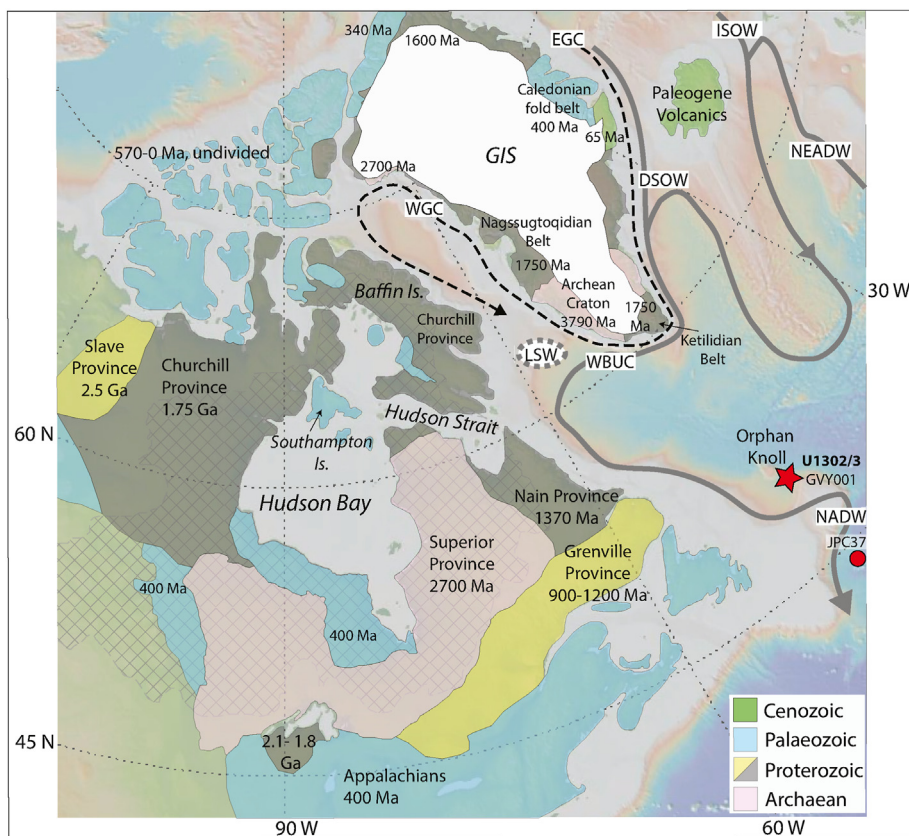 340 Ma
1600 Ma
EGC
ISOW
Caledonian
fold belt
400 Ma
Paleogene
Volcanics
65 Ma
570-0 Ma, undivided
GIS
NEADW
2700 Ma
DSOW
WGC
Nagssugtoqidian
Belt
1750 Ma
Baffin Is.
Archean
Craton
3790 Ma
1750
Ma
30 W
Churchill
Province
Ketilidian
Belt
Slave
Province
2.5 Ga
LSW
WBUC
Churchill
Province
1.75 Ga
Hudson Strait
60 N
Southampton
Is.
Orphan
Knoll
U1302/3
GVY001
Hudson Bay
Nain Province
1370 Ma
NADW
JPC37
Superior
Province
2700 Ma
Grenville
Province
900-1200 Ma
400 Ma
400 Ma
45 N
2.1- 1.8
Ga
Appalachians
400 Ma
Cenozoic
Palaeozoic
Proterozoic
Archaean
90 W
60 W